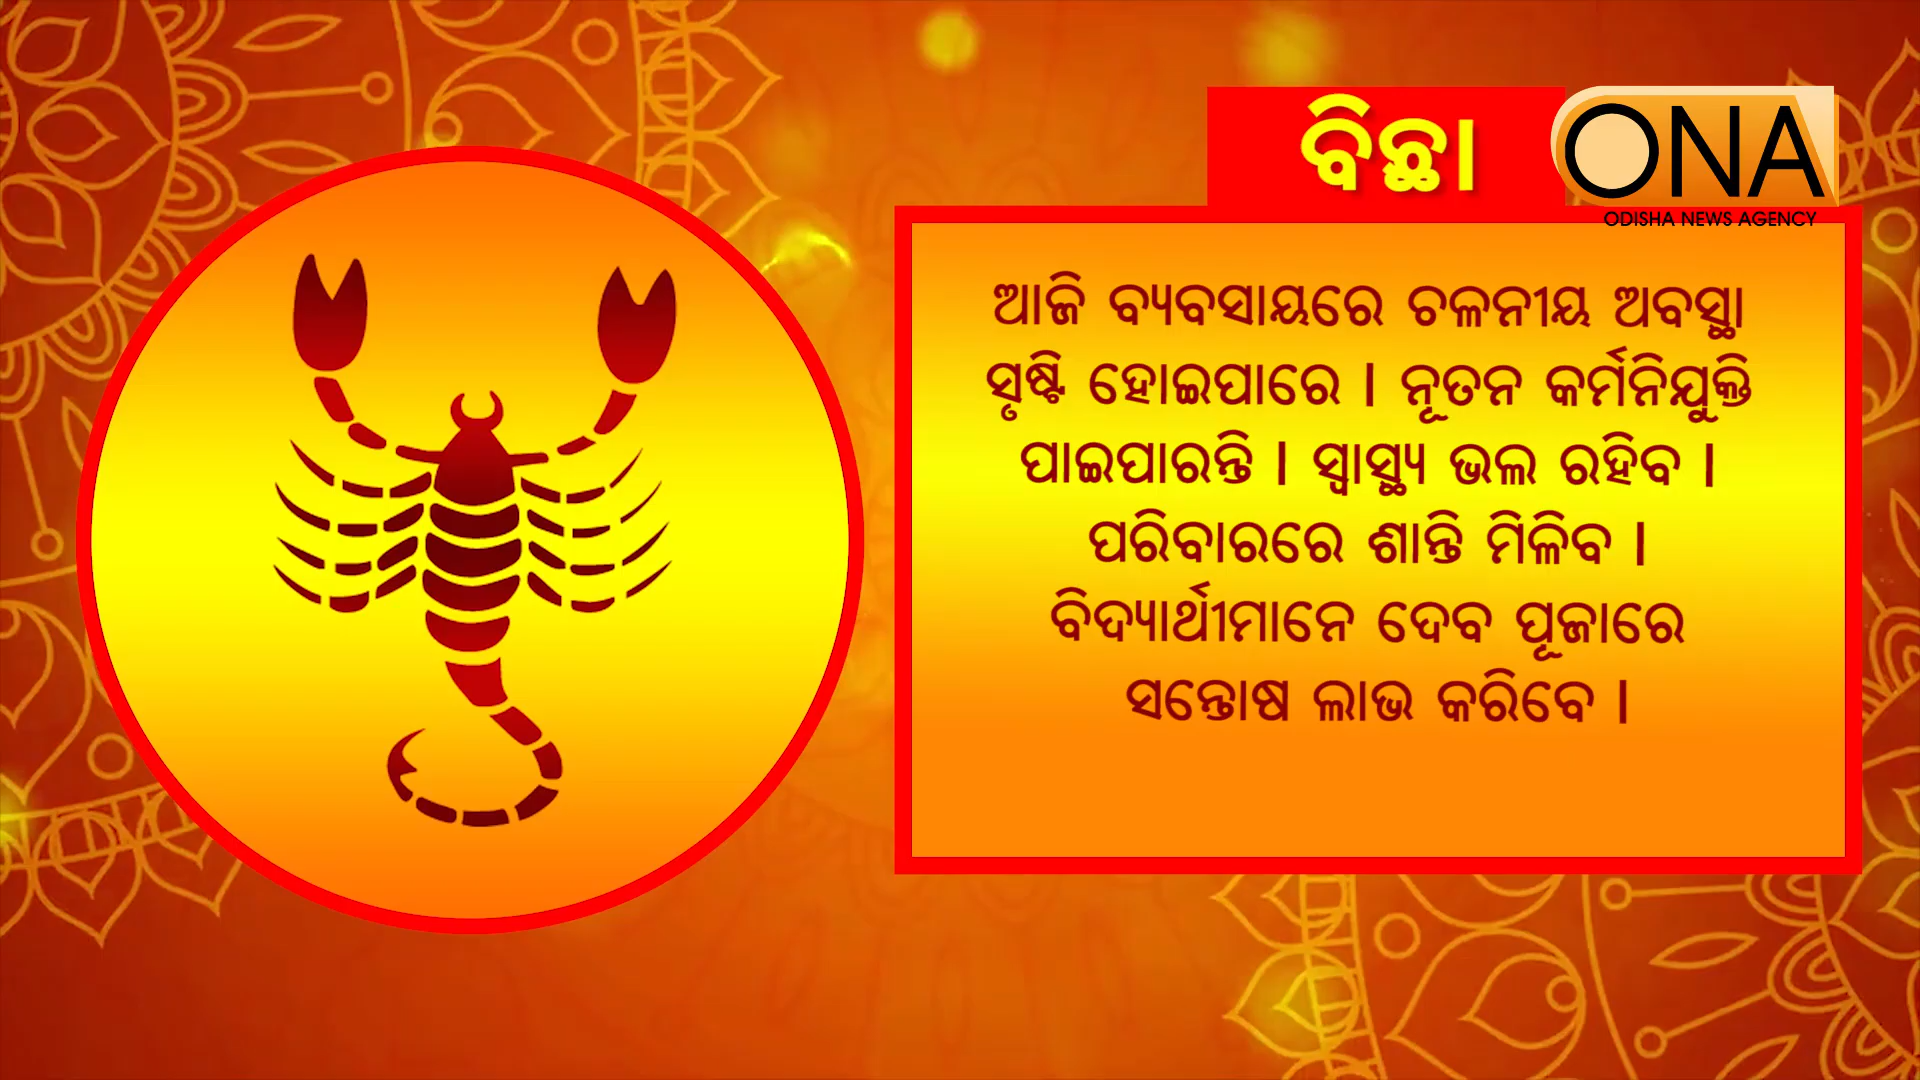 ବିଛା
ONA
ODISHA NEWS AGENCY
ଆଜି ବ୍ୟବସାୟରେ ଚଳନୀୟ ଅବସ୍ଥା
ସୃଷ୍ଟି ହୋଇପାରେ । ନୂତନ କର୍ମନିଯୁକ୍ତି
ପାଇପାରନ୍ତି । ସ୍ୱାସ୍ଥ୍ୟ ଭଲ ରହିବ ।
ପରିବାରରେ ଶାନ୍ତି ମିଳିବ ।
ବିଦ୍ୟାର୍ଥୀମାନେ ଦେବ ପୂଜାରେ
ସନ୍ତୋଷ ଲାଭ କରିବେ ।